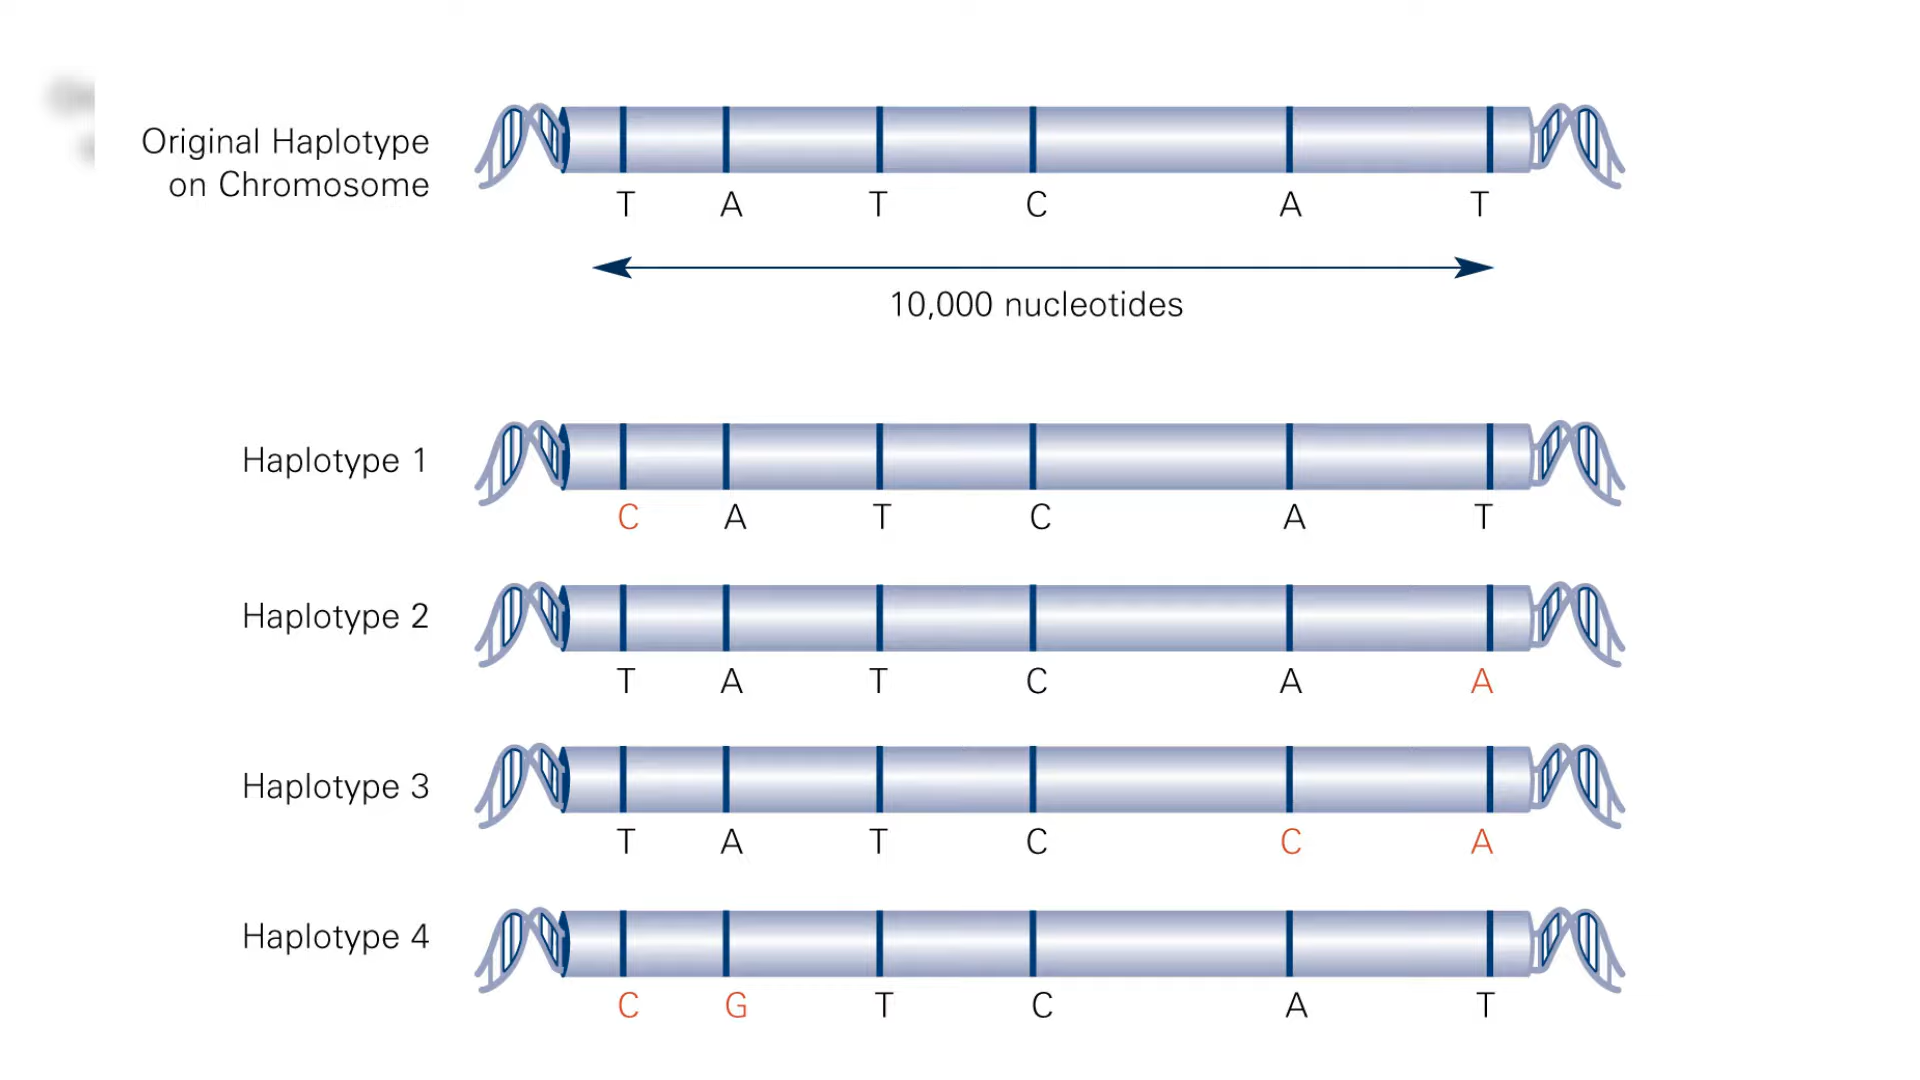 Original Haplotype
on Chromosome
T A T C A T
10,000 nucleotides
Haplotype 1
C A T C A T
Haplotype 2
T A T C A A
Haplotype 3
T A T C C A
Haplotype 4
C G T C A T